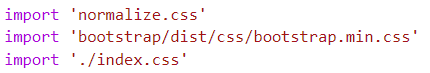 import 'normalize.css'
import 'bootstrap/dist/css/bootstrap.min.css'
import './index.css'